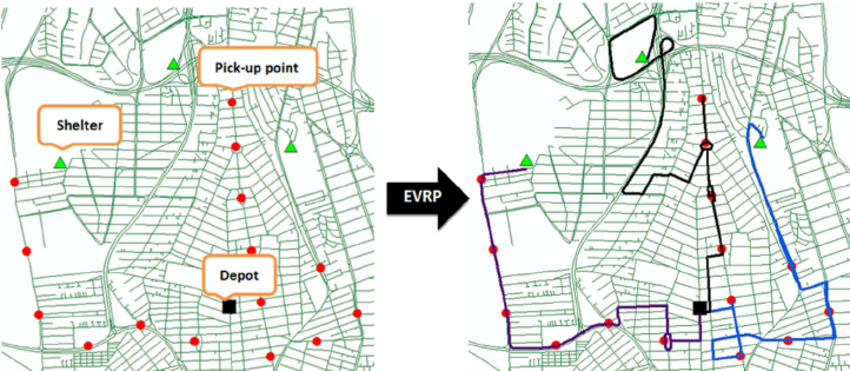 Pick-up point
Shelter
EVRP
Depot